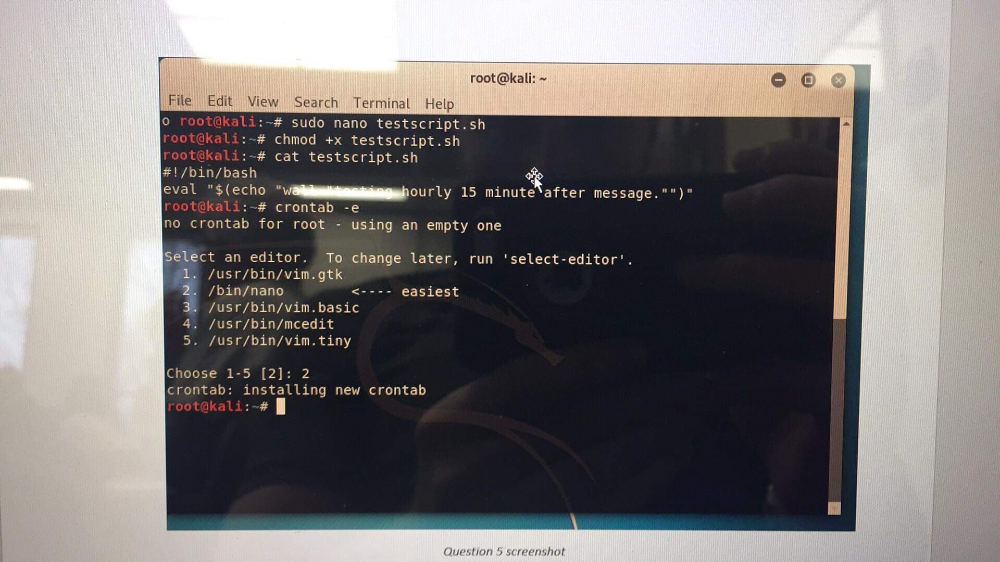 root@kali: ~
File Edit View Search Terminal Help
o root@kali:~# sudo nano testscript.sh
root@kali:~# chmod +x testscript.sh
root@kali:~# cat testscript.sh
#!/bin/bash
eval "$(echo "wall "testing hourly 15 minute after message."")"
root@kali:~# crontab -e
no crontab for root - using an empty one
Select an editor.  To change later, run 'select-editor'.
1. /usr/bin/vim.gtk
2. /bin/nano        <---- easiest
3. /usr/bin/vim.basic
4. /usr/bin/mcedit
5. /usr/bin/vim.tiny
Choose 1-5 [2]: 2
crontab: installing new crontab
root@kali:~#
Question 5 screenshot